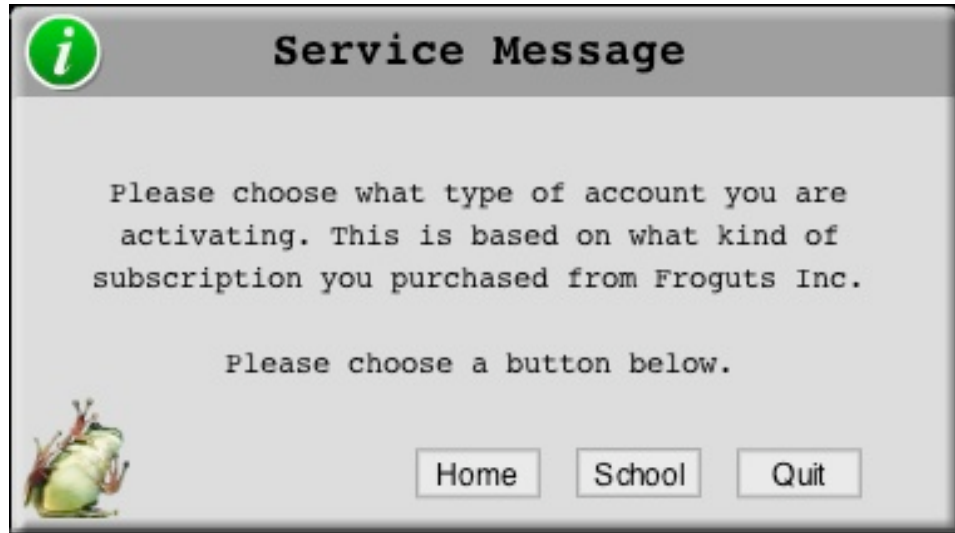 Service Message
Please choose what type of account you are
activating. This is based on what kind of
subscription you purchased from Froguts Inc.
Please choose a button below.
Home School Quit